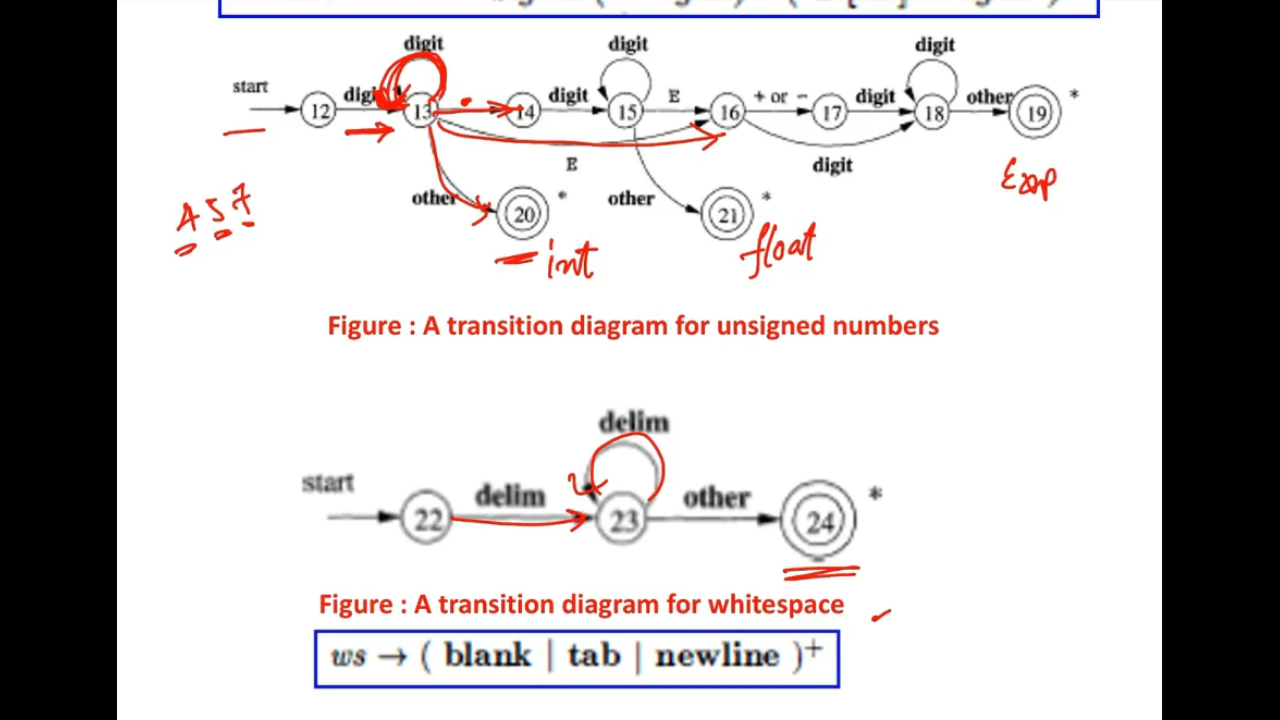 digit digit digit
start 12 digit 13 . 14 digit 15 E 16 + or - 17 digit 18 other 19 *
E digit
Exp
other 20 * other 21 *
int float
Figure : A transition diagram for unsigned numbers
delim
start 22 delim 23 other 24 *
Figure : A transition diagram for whitespace
ws → ( blank | tab | newline )+